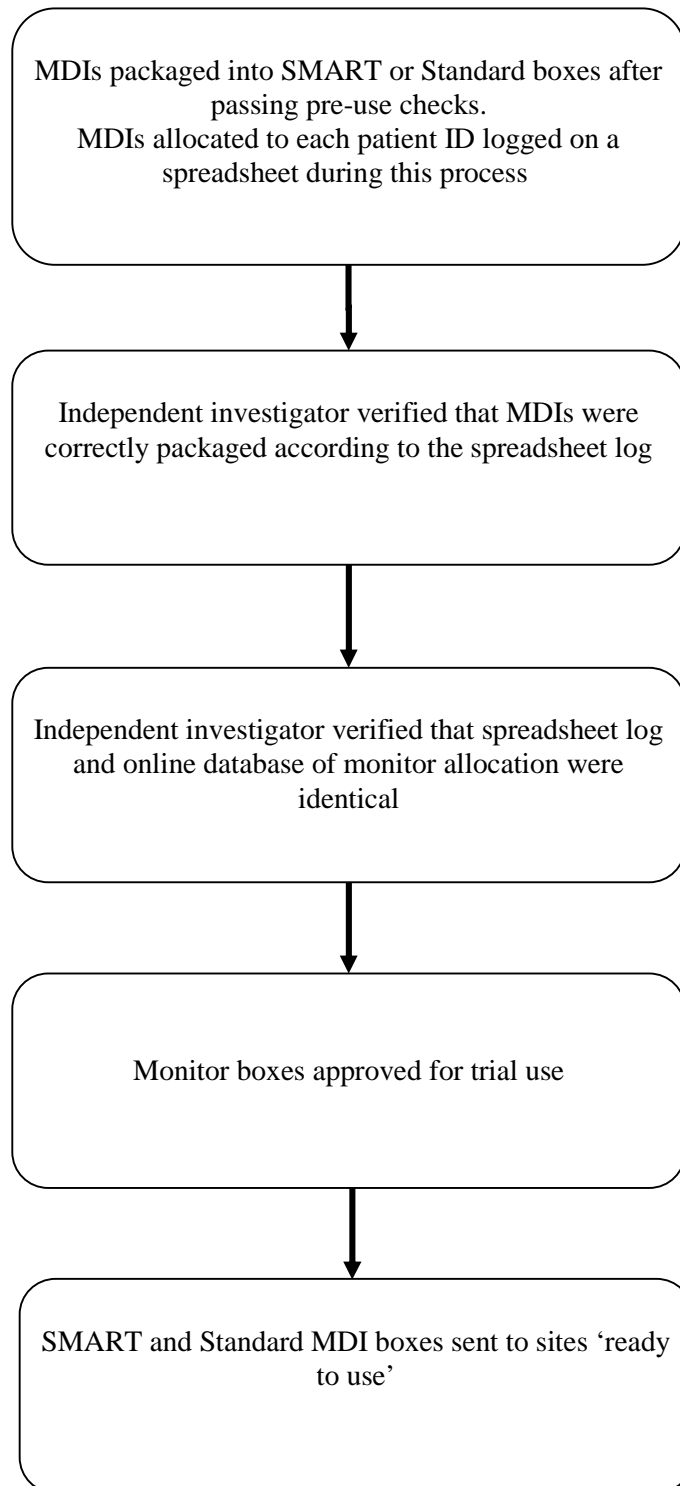 MDIs packaged into SMART or Standard boxes after
passing pre-use checks.
MDIs allocated to each patient ID logged on a
spreadsheet during this process
Independent investigator verified that MDIs were
correctly packaged according to the spreadsheet log
Independent investigator verified that spreadsheet log
and online database of monitor allocation were
identical
Monitor boxes approved for trial use
SMART and Standard MDI boxes sent to sites ‘ready
to use’